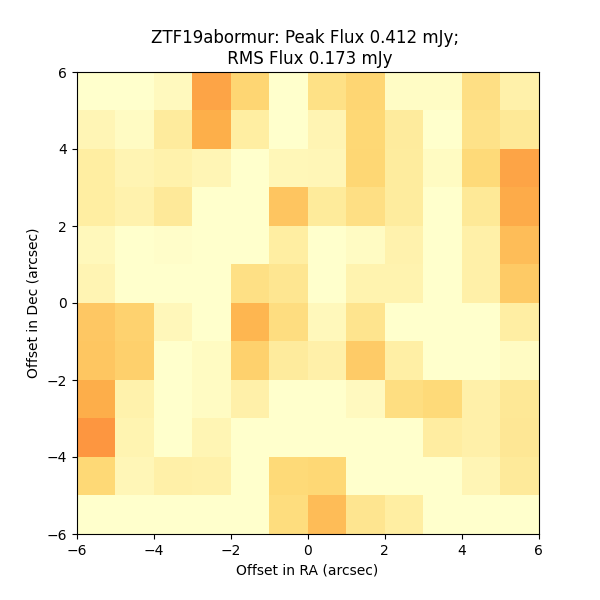 ZTF19abormur: Peak Flux 0.412 mJy;
RMS Flux 0.173 mJy
6
4
2
0
−2
−4
−6
Offset in Dec (arcsec)
−6 −4 −2 0 2 4 6
Offset in RA (arcsec)